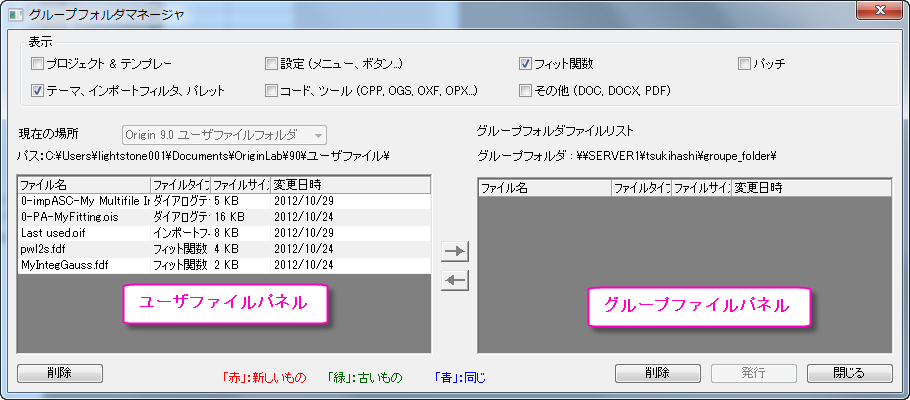 グループフォルダマネージャ
表示
プロジェクト & テンプレー
設定 (メニュー、ボタン...)
フィット関数
バッチ
テーマ、インポートフィルタ、パレット
コード、ツール (CPP, OGS, OXF, OPX...)
その他 (DOC, DOCX, PDF)
現在の場所
Origin 9.0 ユーザファイルフォルダ
パス:C:¥Users¥lightstone001¥Documents¥OriginLab¥90¥ユーザファイル¥
グループフォルダファイルリスト
グループフォルダ : ¥¥SERVER1¥tsukihashi¥groupe_folder¥
ファイル名 ファイルタイプ ファイルサイズ 変更日時
0-impASC-My Multifile Ir ダイアログテ 5 KB 2012/10/29
0-PA-MyFitting.ois ダイアログテ 16 KB 2012/10/24
Last used.oif インポートフ 8 KB 2012/10/29
pwl2s.fdf フィット関数 4 KB 2012/10/24
MyIntegGauss.fdf フィット関数 2 KB 2012/10/24
ユーザファイルパネル
ファイル名 ファイルタイプ ファイルサイズ 変更日時
グループファイルパネル
削除
「赤」:新しいもの 「緑」:古いもの 「青」:同じ
削除
発行
閉じる